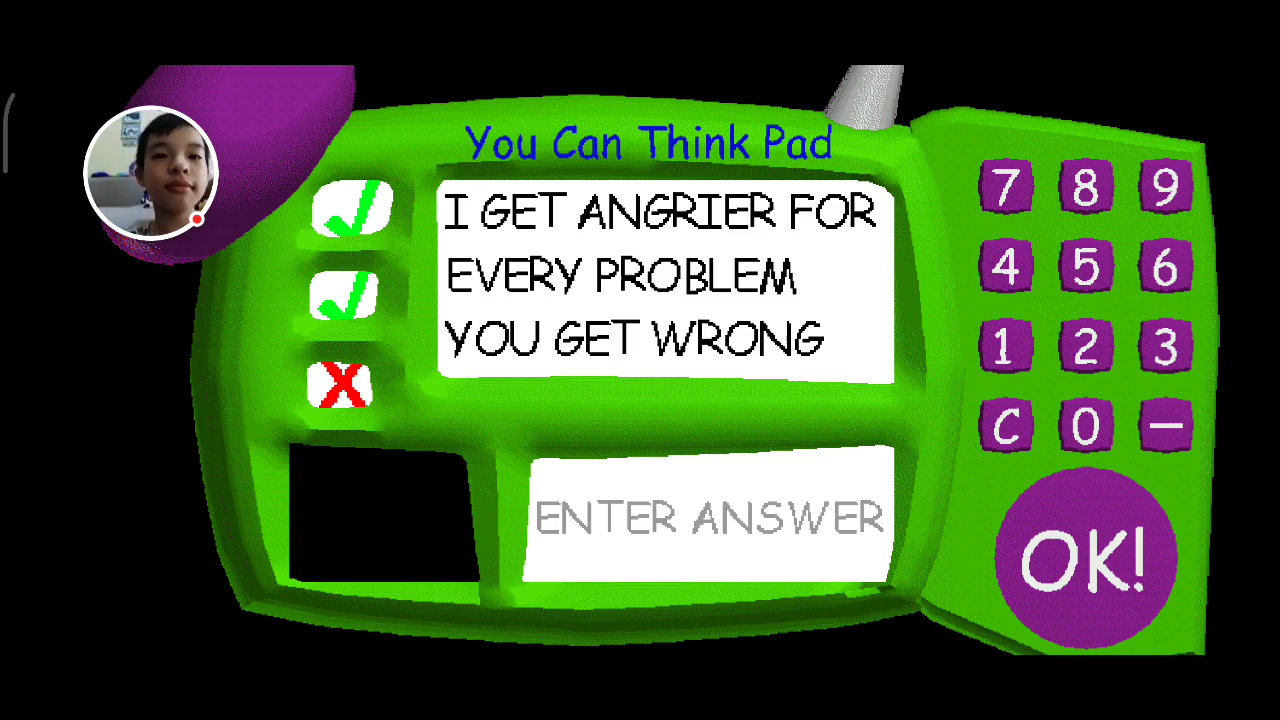 You Can Think Pad
I GET ANGRIER FOR
EVERY PROBLEM
YOU GET WRONG
ENTER ANSWER
7 8 9
4 5 6
1 2 3
C 0 —
OK!